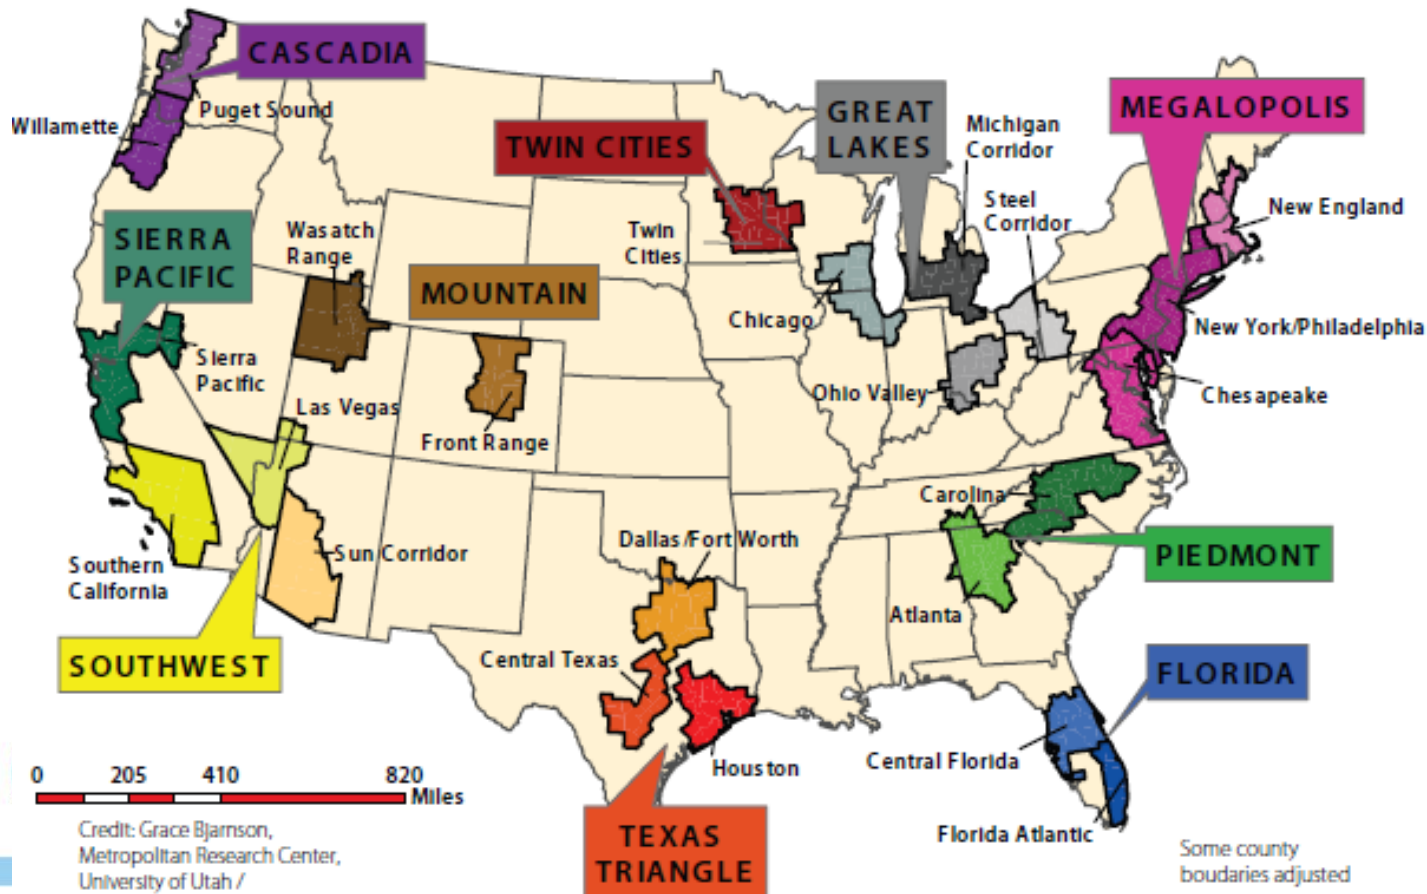 CASCADIA
Puget Sound
Willamette
TWIN CITIES
GREAT
LAKES
Michigan
Corridor
MEGALOPOLIS
Steel
Corridor
New England
SIERRA
PACIFIC
Wasatch
Range
Twin
Cities
MOUNTAIN
Chicago
New York/Philadelphia
Sierra
Pacific
Las Vegas
Ohio Valley
Chesapeake
Front Range
Carolina
Dallas/Fort Worth
Sun Corridor
PIEDMONT
Southern
California
Atlanta
SOUTHWEST
Central Texas
FLORIDA
0 205 410 820
Miles
Houston
Central Florida
Florida Atlantic
TEXAS
TRIANGLE
Credit: Grace Bjarnson,
Metropolitan Research Center,
University of Utah /
Some county
boudaries adjusted